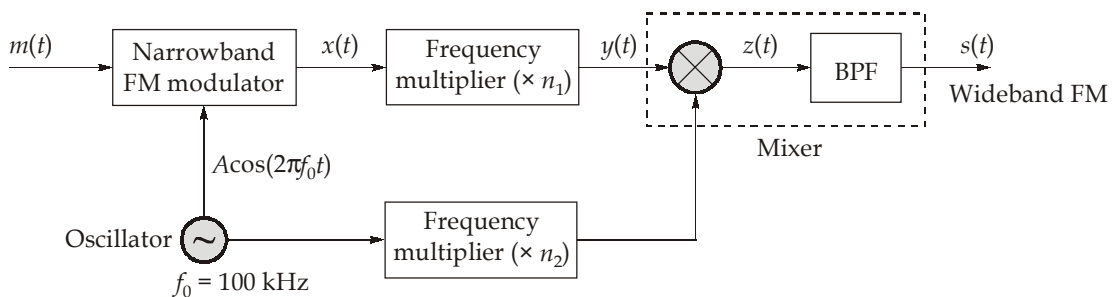 m(t)
Narrowband
FM modulator
x(t)
Frequency
multiplier (× n₁)
y(t)
z(t)
BPF
s(t)
Wideband FM
Mixer
Acos(2πf₀t)
Oscillator
~
f₀ = 100 kHz
Frequency
multiplier (× n₂)